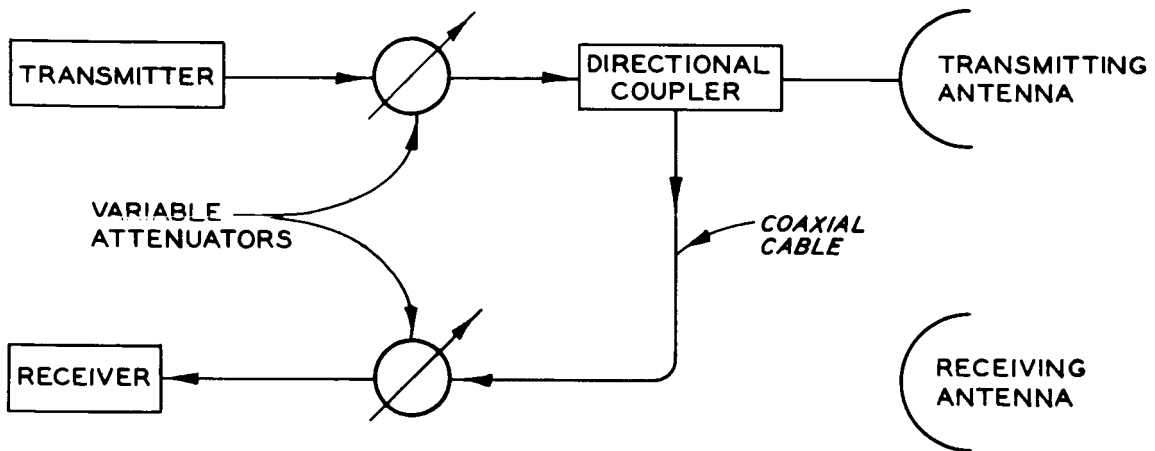 TRANSMITTER
DIRECTIONAL
COUPLER
TRANSMITTING
ANTENNA
VARIABLE
ATTENUATORS
COAXIAL
CABLE
RECEIVER
RECEIVING
ANTENNA